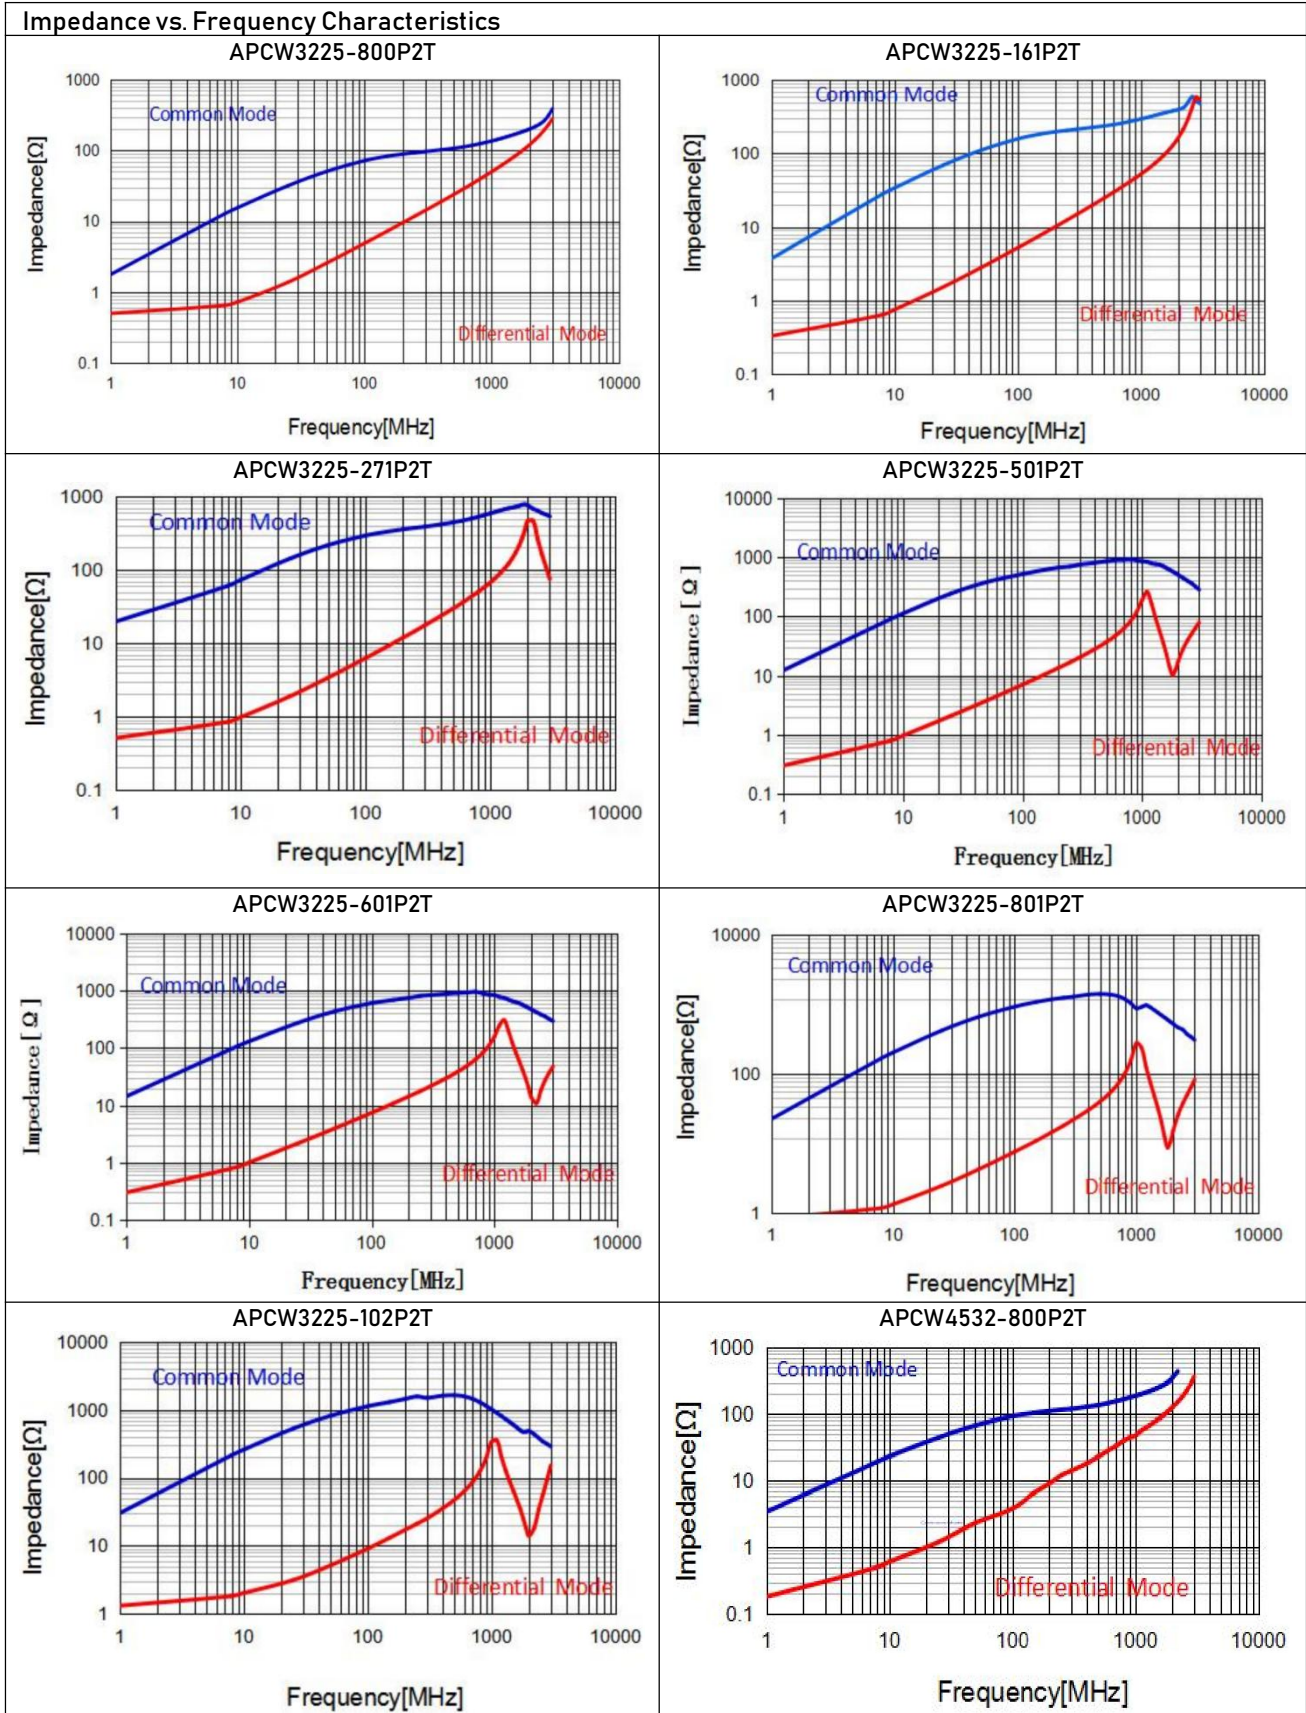 Impedance vs. Frequency Characteristics
APCW3225-800P2T
1000
100
10
1
0.1
Impedance[Ω]
Common Mode
Differential Mode
1 10 100 1000 10000
Frequency[MHz]
APCW3225-161P2T
1000
100
10
1
0.1
Impedance[Ω]
Common Mode
Differential Mode
1 10 100 1000 10000
Frequency[MHz]
APCW3225-271P2T
1000
100
10
1
0.1
Impedance[Ω]
Common Mode
Differential Mode
1 10 100 1000 10000
Frequency[MHz]
APCW3225-501P2T
10000
1000
100
10
1
0.1
Impedance[Ω]
Common Mode
Differential Mode
1 10 100 1000 10000
Frequency[MHz]
APCW3225-601P2T
10000
1000
100
10
1
0.1
Impedance[Ω]
Common Mode
Differential Mode
1 10 100 1000 10000
Frequency[MHz]
APCW3225-801P2T
10000
100
1
Impedance[Ω]
Common Mode
Differential Mode
1 10 100 1000 10000
Frequency[MHz]
APCW3225-102P2T
10000
1000
100
10
1
Impedance[Ω]
Common Mode
Differential Mode
1 10 100 1000 10000
Frequency[MHz]
APCW4532-800P2T
1000
100
10
1
0.1
Impedance[Ω]
Common Mode
Differential Mode
1 10 100 1000 10000
Frequency[MHz]